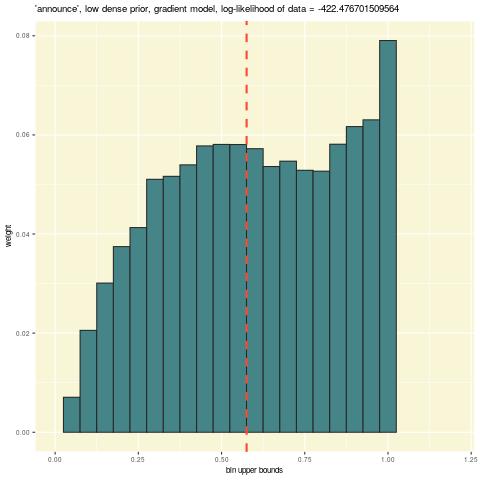 'announce', low dense prior, gradient model, log-likelihood of data = -422.476701509564
0.08
0.06
0.04
0.02
0.00
weight
0.00 0.25 0.50 0.75 1.00 1.25
bin upper bounds